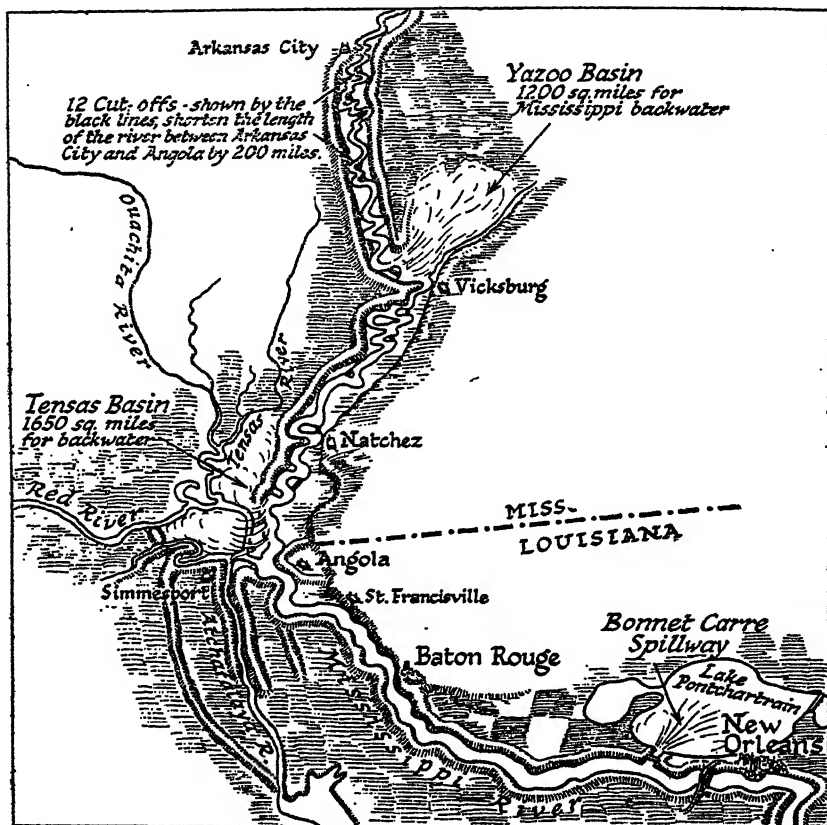 Arkansas City
12 Cut-offs - shown by the
black lines, shorten the length
of the river between Arkansas
City and Angola by 200 miles.
Yazoo Basin
1200 sq. miles for
Mississippi backwater
Ouachita River
Vicksburg
River
Tensas Basin
1650 sq. miles
for backwater
Tensas
Natchez
Red River
MISS.
LOUISIANA
Angola
Simmesport
St. Francisville
Atchafalaya R.
Bonnet Carre
Spillway
Baton Rouge
Lake
Pontchartrain
New
Orleans
Mississippi River